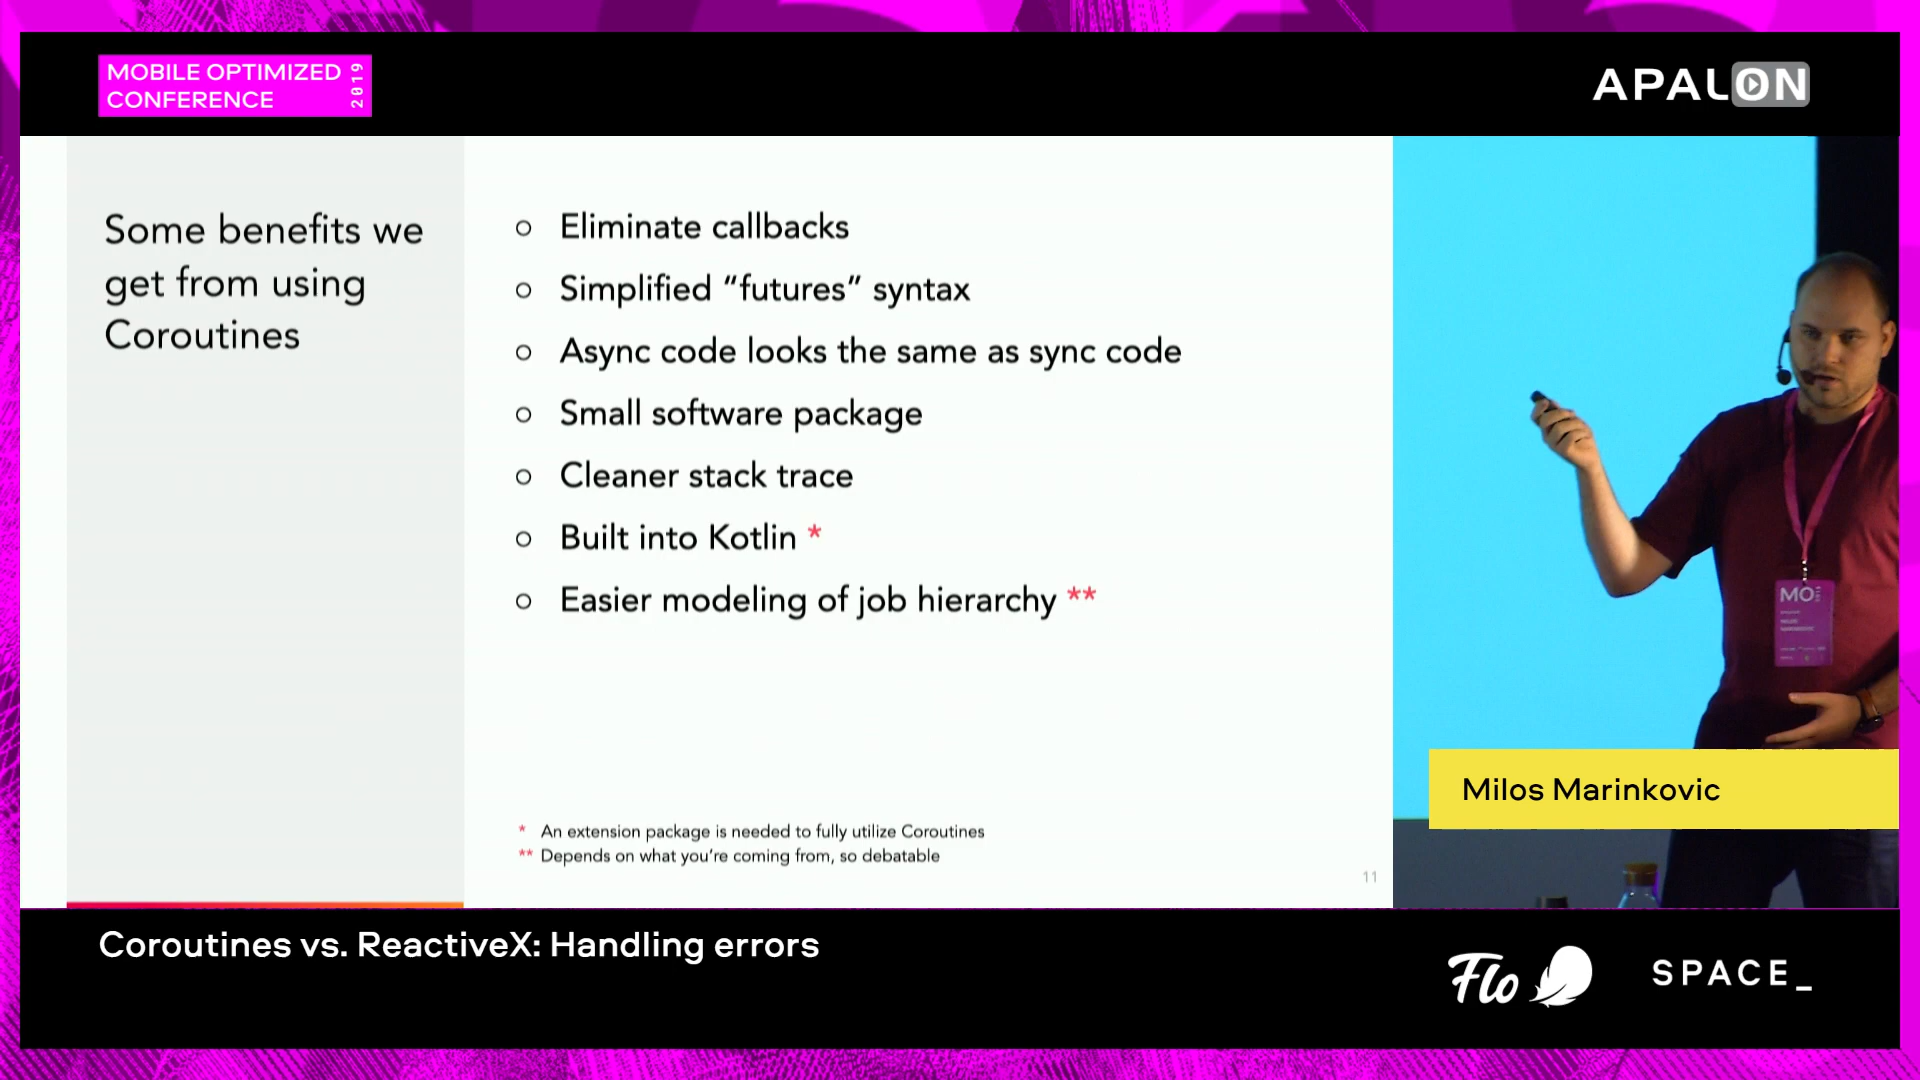 MOBILE OPTIMIZED
CONFERENCE
2019
APALON
Some benefits we
get from using
Coroutines
Eliminate callbacks
Simplified “futures” syntax
Async code looks the same as sync code
Small software package
Cleaner stack trace
Built into Kotlin *
Easier modeling of job hierarchy **
* An extension package is needed to fully utilize Coroutines
** Depends on what you’re coming from, so debatable
11
MO
Milos Marinkovic
Coroutines vs. ReactiveX: Handling errors
Flo
SPACE_